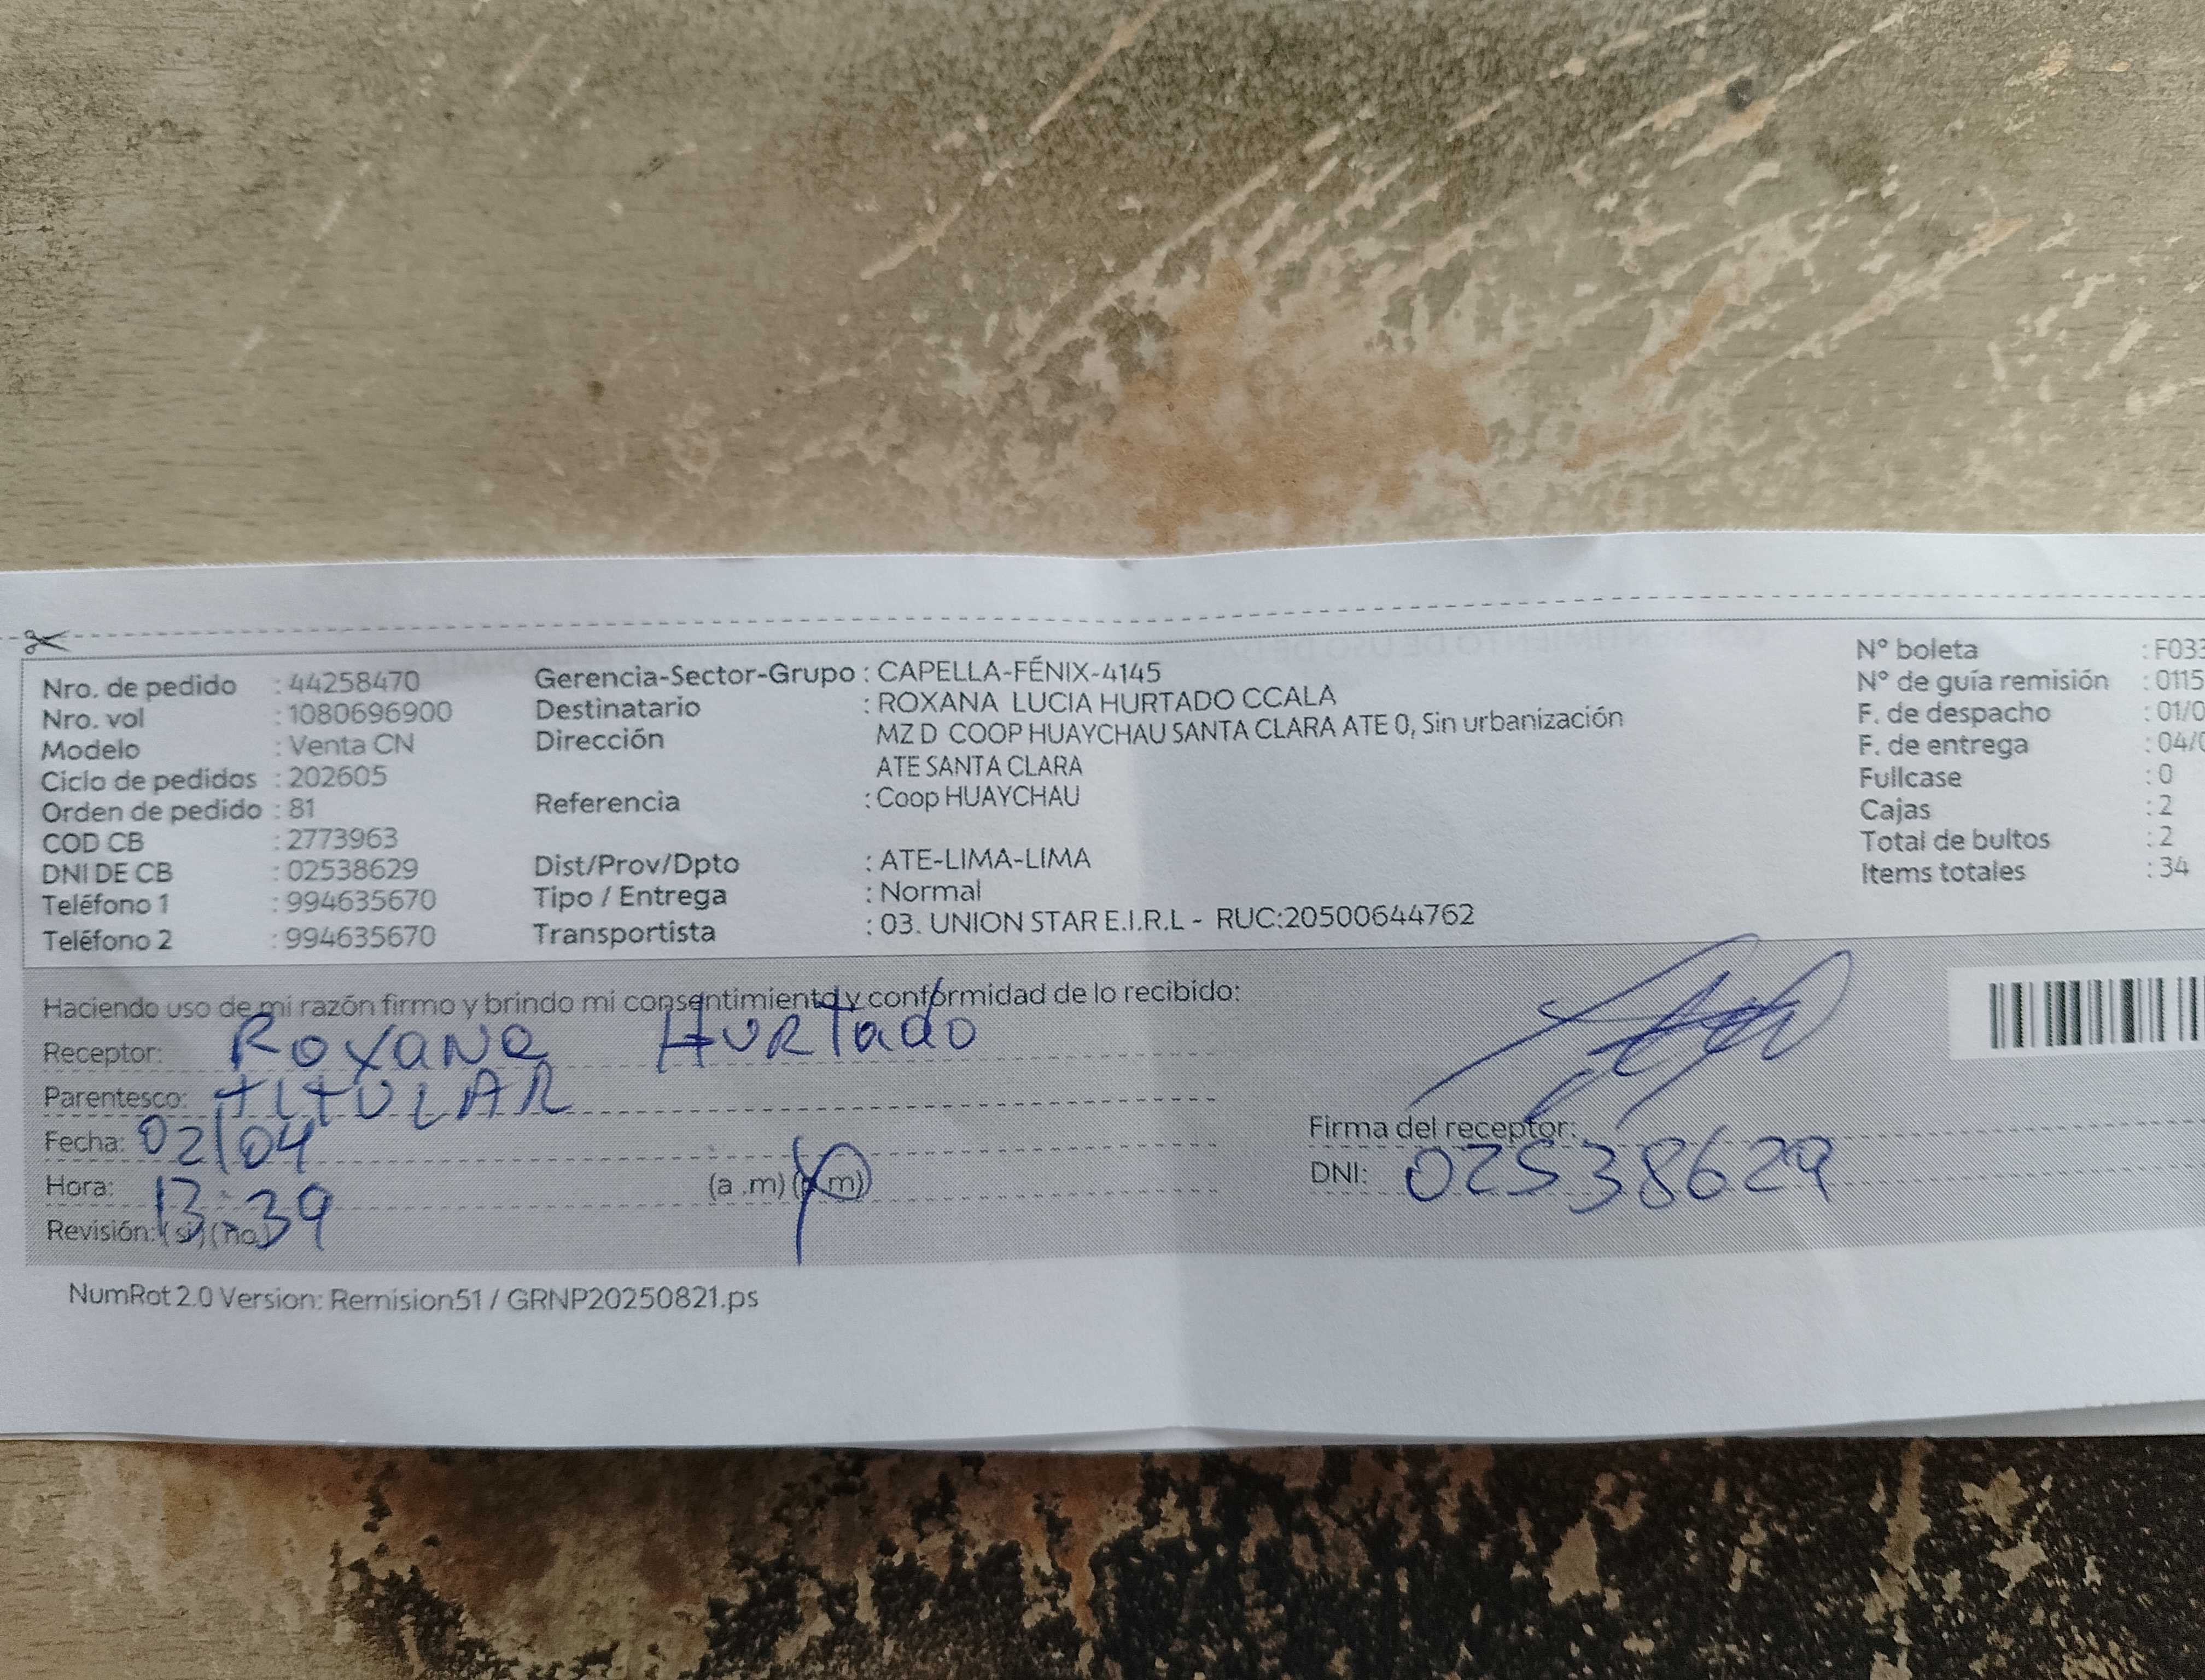 Nro. de pedido : 44258470
Nro. vol : 1080696900
Modelo : Venta CN
Ciclo de pedidos : 202605
Orden de pedido : 81
COD CB : 2773963
DNI DE CB : 02538629
Teléfono 1 : 994635670
Teléfono 2 : 994635670
Gerencia-Sector-Grupo : CAPELLA-FÉNIX-4145
Destinatario : ROXANA LUCIA HURTADO CCALA
Dirección MZ D COOP HUAYCHAU SANTA CLARA ATE 0, Sin urbanización
ATE SANTA CLARA
Referencia : Coop HUAYCHAU
Dist/Prov/Dpto : ATE-LIMA-LIMA
Tipo / Entrega : Normal
Transportista : 03. UNION STAR E.I.R.L - RUC:20500644762
N° boleta : F033
N° de guía remisión : 0115
F. de despacho : 01/0
F. de entrega : 04/0
Fullcase : 0
Cajas : 2
Total de bultos : 2
Items totales : 34
Haciendo uso de mi razón firmo y brindo mi consentimiento y conformidad de lo recibido:
Receptor: Roxana Hurtado
Parentesco: TITULAR
Fecha: 02/04
Hora: 13:39 (a .m) (p.m)
Revisión: (si) (no)
Firma del receptor:
DNI: 02538629
NumRot 2.0 Version: Remision51 / GRNP20250821.ps